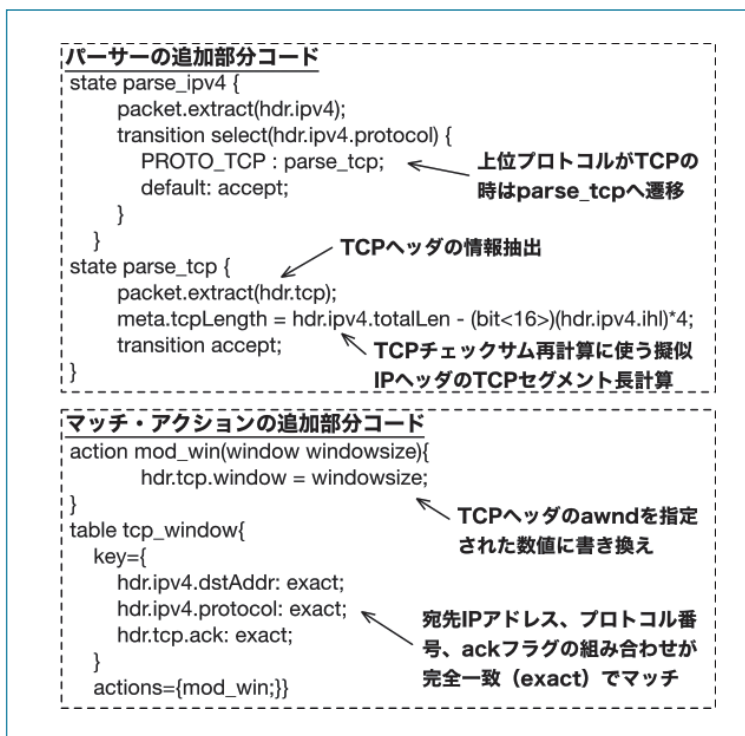 パーサーの追加部分コード
state parse_ipv4 {
packet.extract(hdr.ipv4);
transition select(hdr.ipv4.protocol) {
PROTO_TCP : parse_tcp;
default: accept;
}
}
上位プロトコルがTCPの
時はparse_tcpへ遷移
TCPヘッダの情報抽出
state parse_tcp {
packet.extract(hdr.tcp);
meta.tcpLength = hdr.ipv4.totalLen - (bit<16>)(hdr.ipv4.ihl)*4;
transition accept;
}
TCPチェックサム再計算に使う擬似
IPヘッダのTCPセグメント長計算
マッチ・アクションの追加部分コード
action mod_win(window windowsize){
hdr.tcp.window = windowsize;
}
TCPヘッダのawndを指定
された数値に書き換え
table tcp_window{
key={
hdr.ipv4.dstAddr: exact;
hdr.ipv4.protocol: exact;
hdr.tcp.ack: exact;
}
actions={mod_win;}}
宛先IPアドレス、プロトコル番
号、ackフラグの組み合わせが
完全一致（exact）でマッチ